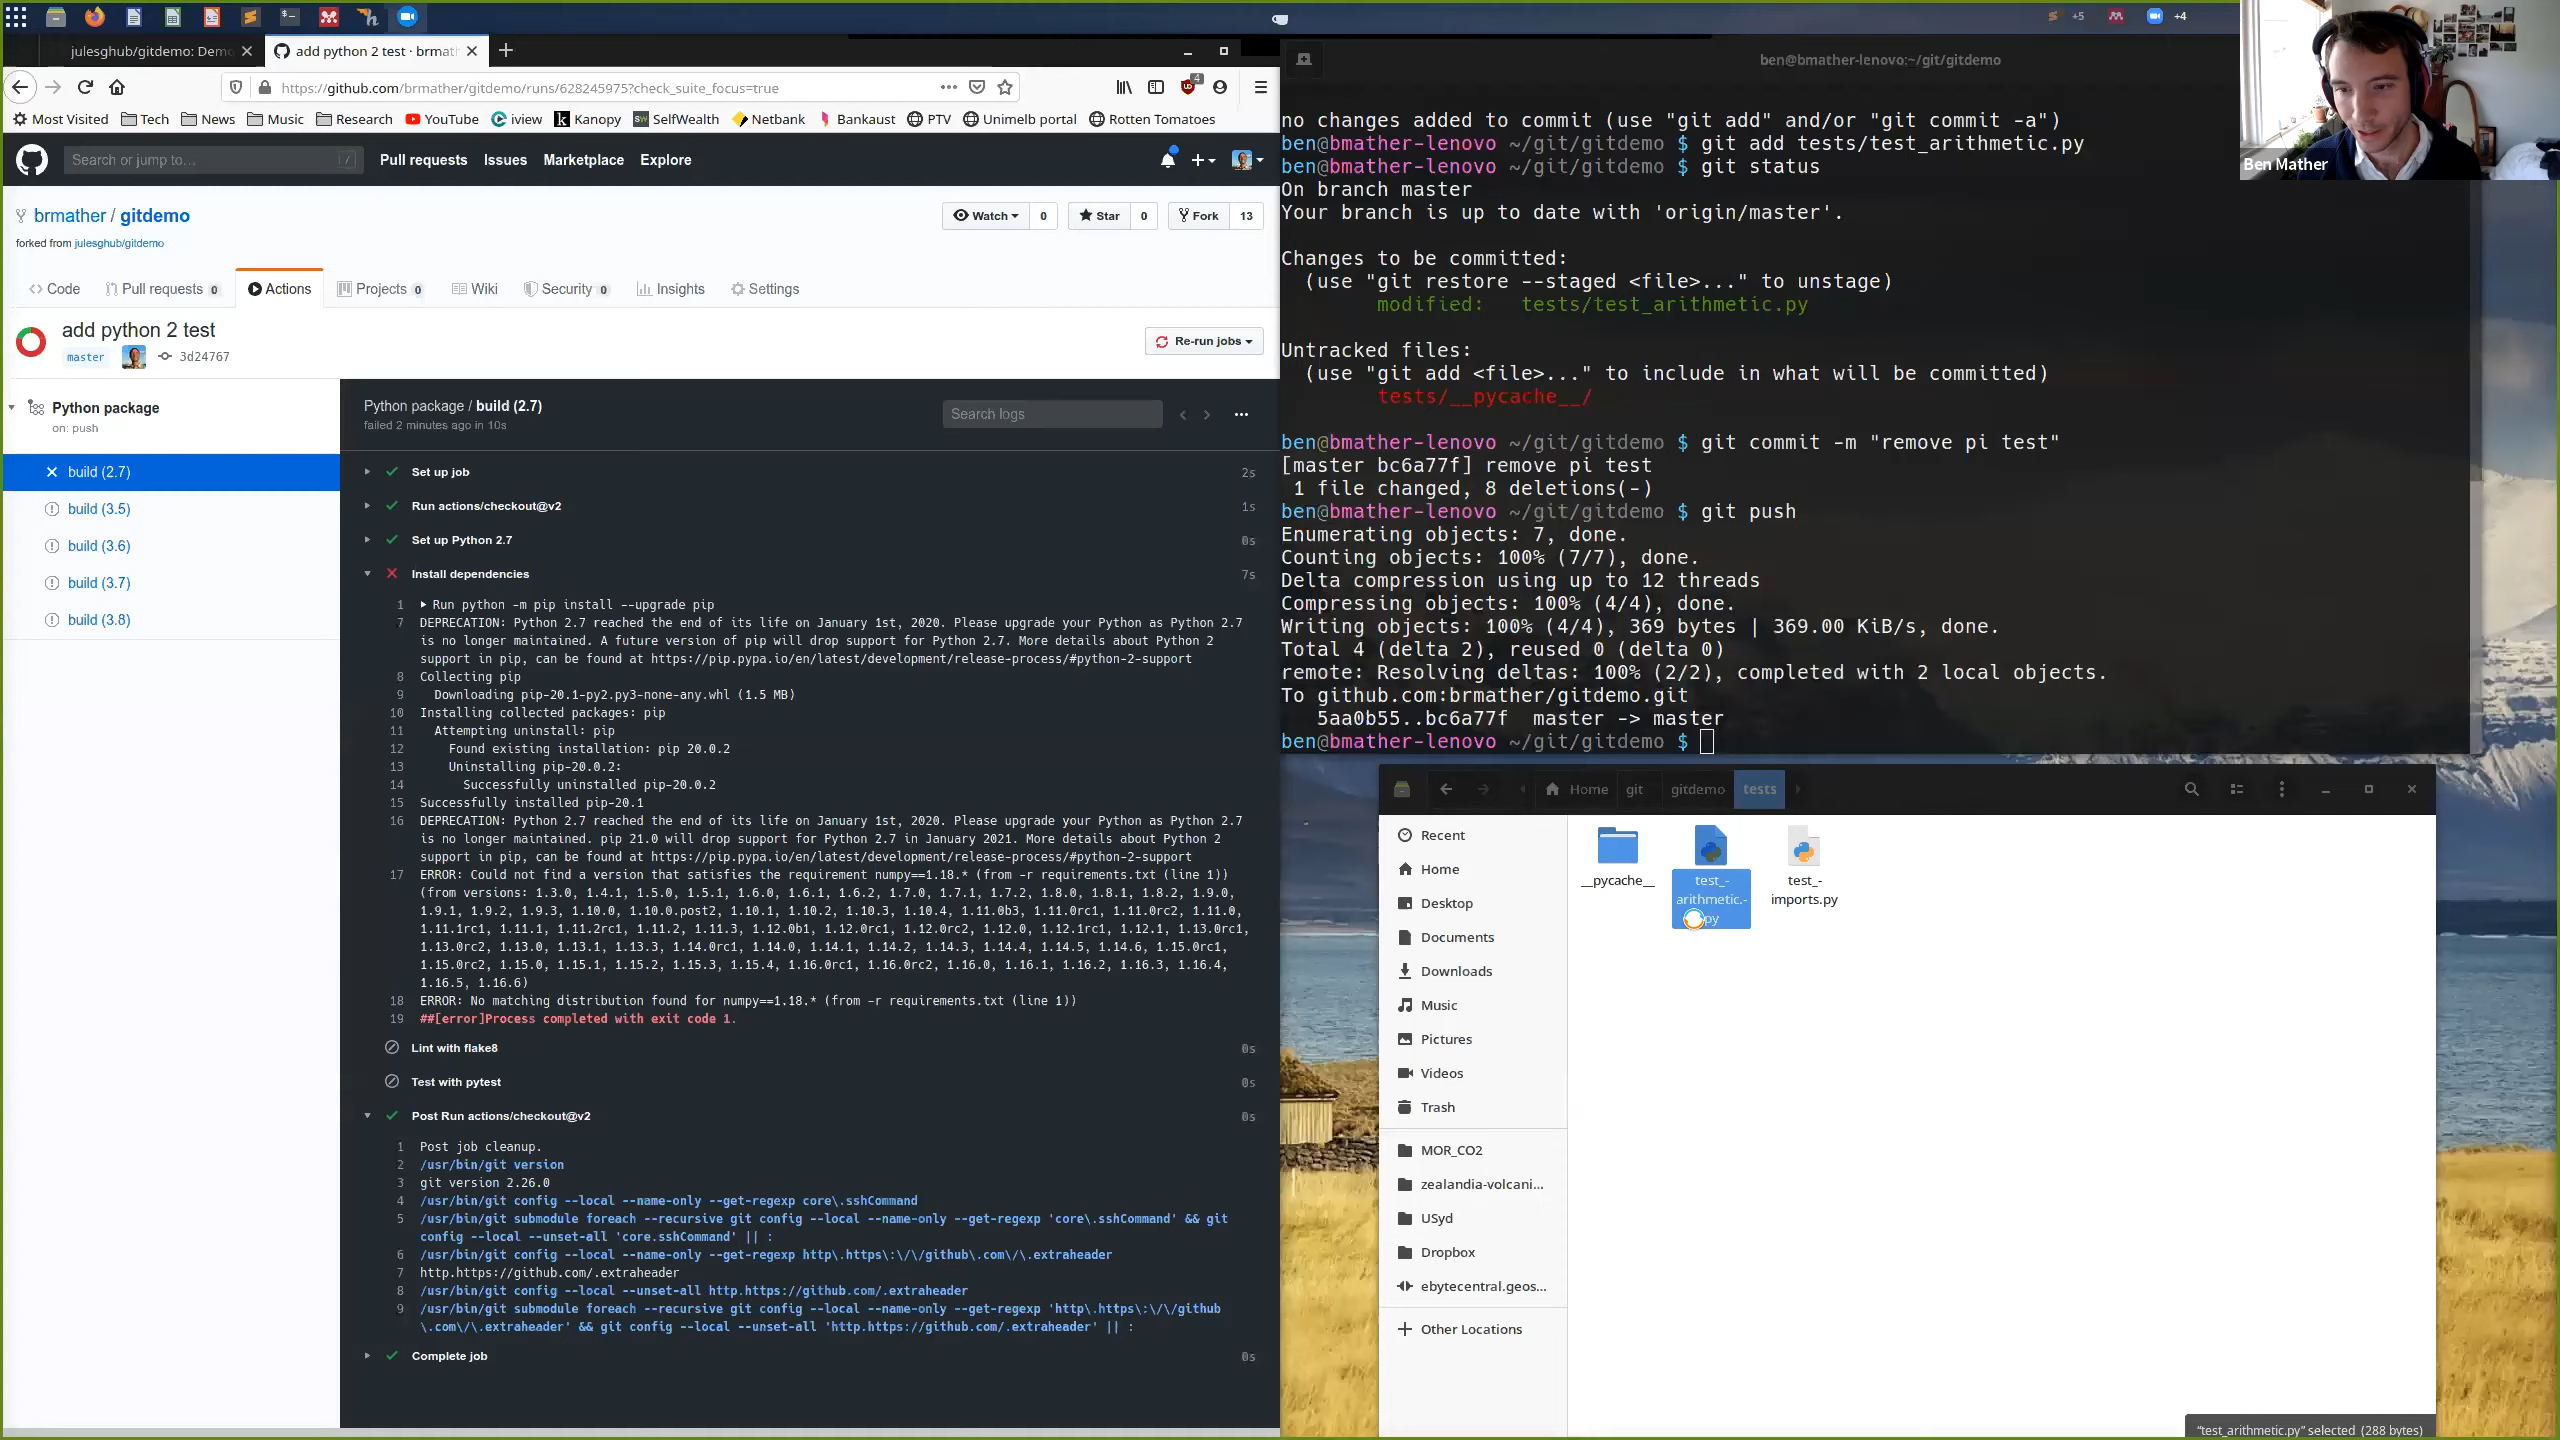 +5
+4
julesghub/gitdemo: Demo
add python 2 test · brmath
https://github.com/brmather/gitdemo/runs/628245975?check_suite_focus=true
4
Most Visited
Tech
News
Music
Research
YouTube
iview
Kanopy
SelfWealth
Netbank
Bankaust
PTV
Unimelb portal
Rotten Tomatoes
Search or jump to...
/
Pull requests
Issues
Marketplace
Explore
brmather / gitdemo
forked from julesghub/gitdemo
Watch
0
Star
0
Fork
13
Code
Pull requests 0
Actions
Projects 0
Wiki
Security 0
Insights
Settings
add python 2 test
master
3d24767
Re-run jobs
Python package
on: push
build (2.7)
build (3.5)
build (3.6)
build (3.7)
build (3.8)
Python package / build (2.7)
failed 2 minutes ago in 10s
Search logs
Set up job 2s
Run actions/checkout@v2 1s
Set up Python 2.7 0s
Install dependencies 7s
1 Run python -m pip install --upgrade pip
7 DEPRECATION: Python 2.7 reached the end of its life on January 1st, 2020. Please upgrade your Python as Python 2.7
is no longer maintained. A future version of pip will drop support for Python 2.7. More details about Python 2
support in pip, can be found at https://pip.pypa.io/en/latest/development/release-process/#python-2-support
8 Collecting pip
9 Downloading pip-20.1-py2.py3-none-any.whl (1.5 MB)
10 Installing collected packages: pip
11 Attempting uninstall: pip
12 Found existing installation: pip 20.0.2
13 Uninstalling pip-20.0.2:
14 Successfully uninstalled pip-20.0.2
15 Successfully installed pip-20.1
16 DEPRECATION: Python 2.7 reached the end of its life on January 1st, 2020. Please upgrade your Python as Python 2.7
is no longer maintained. pip 21.0 will drop support for Python 2.7 in January 2021. More details about Python 2
support in pip, can be found at https://pip.pypa.io/en/latest/development/release-process/#python-2-support
17 ERROR: Could not find a version that satisfies the requirement numpy==1.18.* (from -r requirements.txt (line 1))
(from versions: 1.3.0, 1.4.1, 1.5.0, 1.5.1, 1.6.0, 1.6.1, 1.6.2, 1.7.0, 1.7.1, 1.7.2, 1.8.0, 1.8.1, 1.8.2, 1.9.0,
1.9.1, 1.9.2, 1.9.3, 1.10.0, 1.10.0.post2, 1.10.1, 1.10.2, 1.10.3, 1.10.4, 1.11.0b3, 1.11.0rc1, 1.11.0rc2, 1.11.0,
1.11.1rc1, 1.11.1, 1.11.2rc1, 1.11.2, 1.11.3, 1.12.0b1, 1.12.0rc1, 1.12.0rc2, 1.12.0, 1.12.1rc1, 1.12.1, 1.13.0rc1,
1.13.0rc2, 1.13.0, 1.13.1, 1.13.3, 1.14.0rc1, 1.14.0, 1.14.1, 1.14.2, 1.14.3, 1.14.4, 1.14.5, 1.14.6, 1.15.0rc1,
1.15.0rc2, 1.15.0, 1.15.1, 1.15.2, 1.15.3, 1.15.4, 1.16.0rc1, 1.16.0rc2, 1.16.0, 1.16.1, 1.16.2, 1.16.3, 1.16.4,
1.16.5, 1.16.6)
18 ERROR: No matching distribution found for numpy==1.18.* (from -r requirements.txt (line 1))
19 ##[error]Process completed with exit code 1.
Lint with flake8 0s
Test with pytest 0s
Post Run actions/checkout@v2 0s
1 Post job cleanup.
2 /usr/bin/git version
3 git version 2.26.0
4 /usr/bin/git config --local --name-only --get-regexp core\.sshCommand
5 /usr/bin/git submodule foreach --recursive git config --local --name-only --get-regexp 'core\.sshCommand' && git
config --local --unset-all 'core.sshCommand' || :
6 /usr/bin/git config --local --name-only --get-regexp http\.https\:\/\/github\.com\/\.extraheader
7 http.https://github.com/.extraheader
8 /usr/bin/git config --local --unset-all http.https://github.com/.extraheader
9 /usr/bin/git submodule foreach --recursive git config --local --name-only --get-regexp 'http\.https\:\/\/github
\.com\/\.extraheader' && git config --local --unset-all 'http.https://github.com/.extraheader' || :
Complete job 0s
ben@bmather-lenovo:~/git/gitdemo
no changes added to commit (use "git add" and/or "git commit -a")
ben@bmather-lenovo ~/git/gitdemo $ git add tests/test_arithmetic.py
ben@bmather-lenovo ~/git/gitdemo $ git status
On branch master
Your branch is up to date with 'origin/master'.
Changes to be committed:
(use "git restore --staged <file>..." to unstage)
modified: tests/test_arithmetic.py
Untracked files:
(use "git add <file>..." to include in what will be committed)
tests/__pycache__/
ben@bmather-lenovo ~/git/gitdemo $ git commit -m "remove pi test"
[master bc6a77f] remove pi test
1 file changed, 8 deletions(-)
ben@bmather-lenovo ~/git/gitdemo $ git push
Enumerating objects: 7, done.
Counting objects: 100% (7/7), done.
Delta compression using up to 12 threads
Compressing objects: 100% (4/4), done.
Writing objects: 100% (4/4), 369 bytes | 369.00 KiB/s, done.
Total 4 (delta 2), reused 0 (delta 0)
remote: Resolving deltas: 100% (2/2), completed with 2 local objects.
To github.com:brmather/gitdemo.git
5aa0b55..bc6a77f master -> master
ben@bmather-lenovo ~/git/gitdemo $
Ben Mather
Home
git
gitdemo
tests
Recent
Home
Desktop
Documents
Downloads
Music
Pictures
Videos
Trash
MOR_CO2
zealandia-volcani...
USyd
Dropbox
ebytecentral.geos...
Other Locations
__pycache__
test_-
arithmetic.-
py
test_-
imports.py
"test_arithmetic.py" selected (288 bytes)